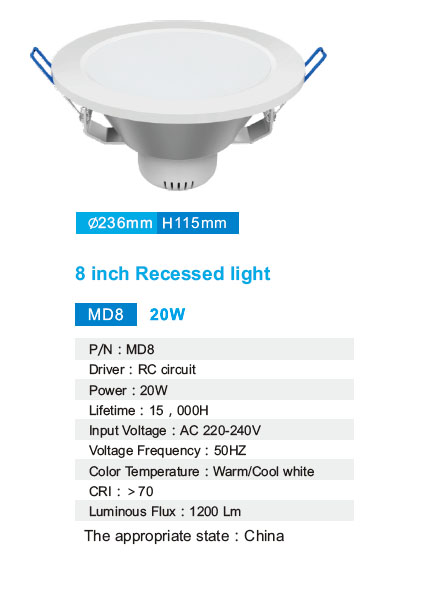 Ø236mm H115mm
8 inch Recessed light
MD8 20W
P/N：MD8
Driver：RC circuit
Power：20W
Lifetime：15，000H
Input Voltage：AC 220-240V
Voltage Frequency：50HZ
Color Temperature：Warm/Cool white
CRI：＞70
Luminous Flux：1200 Lm
The appropriate state：China